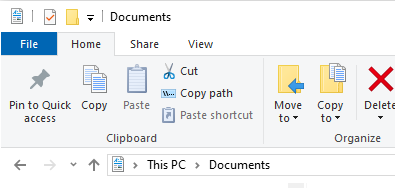 Documents
File Home Share View
Pin to Quick access
Copy
Paste
Cut
Copy path
Paste shortcut
Move to
Copy to
Delete
Clipboard
Organize
This PC > Documents